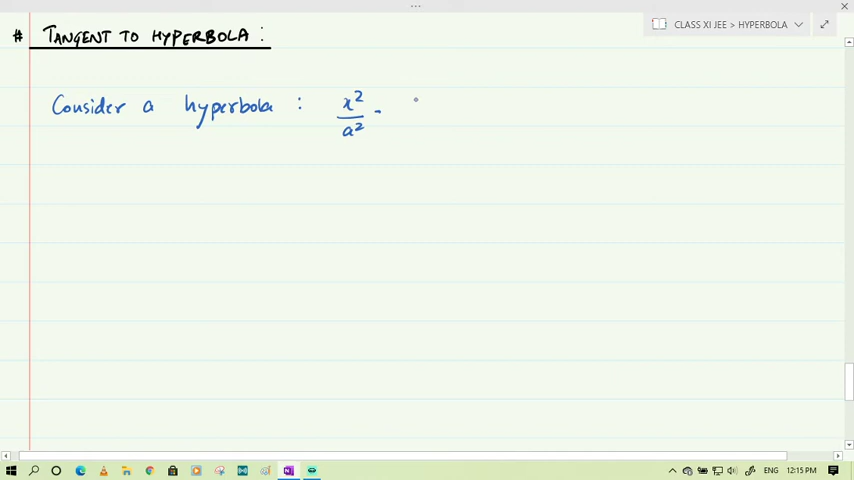 ...
CLASS XI JEE > HYPERBOLA
# TANGENT TO HYPERBOLA :
Consider a hyperbola : x²/a² -
ENG 12:15 PM